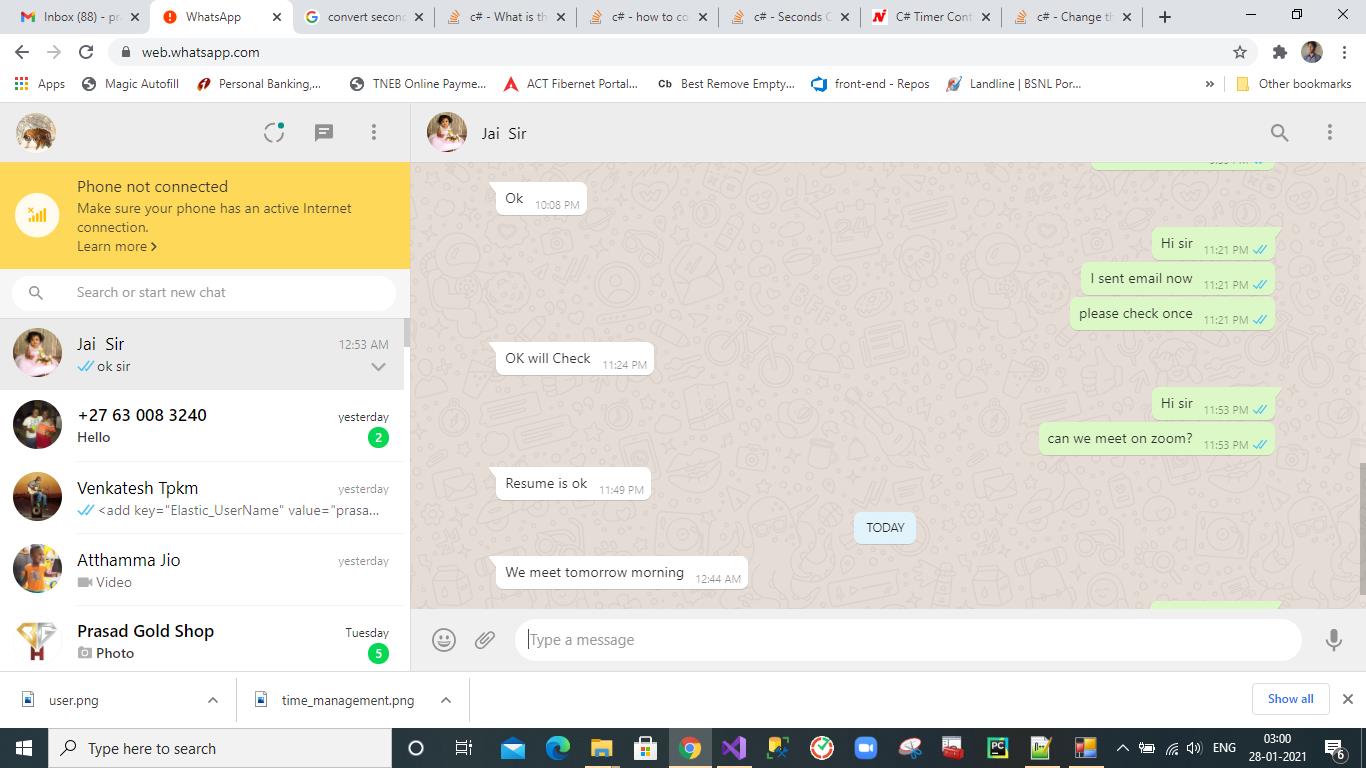 Inbox (88) - pr
WhatsApp
convert second
c# - What is th
c# - how to co
c# - Seconds C
C# Timer Cont
c# - Change th
web.whatsapp.com
Apps
Magic Autofill
Personal Banking,...
TNEB Online Payme...
ACT Fibernet Portal...
Cb Best Remove Empty...
front-end - Repos
Landline | BSNL Por...
Other bookmarks
Phone not connected
Make sure your phone has an active Internet
connection.
Learn more
Search or start new chat
Jai Sir
12:53 AM
ok sir
+27 63 008 3240
yesterday
Hello
2
Venkatesh Tpkm
yesterday
<add key="Elastic_UserName" value="prasa...
Atthamma Jio
yesterday
Video
Prasad Gold Shop
Tuesday
Photo
5
Jai Sir
Ok 10:08 PM
Hi sir 11:21 PM
I sent email now 11:21 PM
please check once 11:21 PM
OK will Check 11:24 PM
Hi sir 11:53 PM
can we meet on zoom? 11:53 PM
Resume is ok 11:49 PM
TODAY
We meet tomorrow morning 12:44 AM
Type a message
user.png
time_management.png
Show all
Type here to search
ENG
03:00
28-01-2021
6